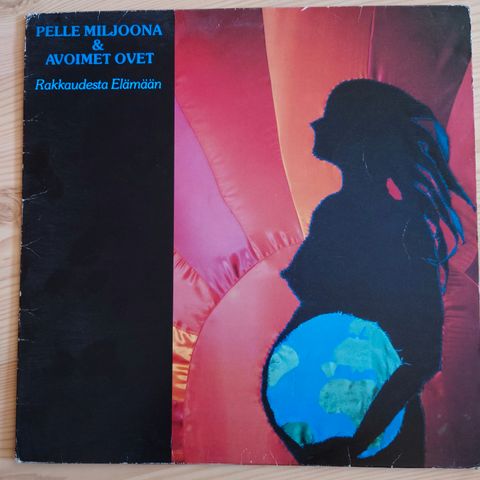 PELLE MILJOONA
&
AVOIMET OVET
Rakkaudesta Elämään